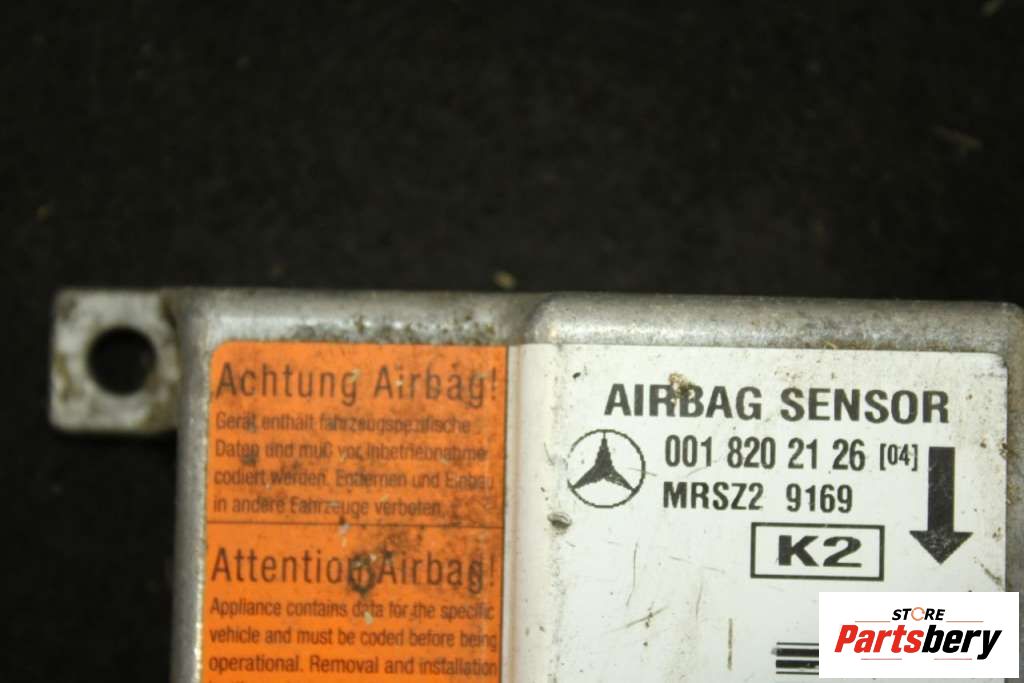 Achtung Airbag!
Gerät enthält fahrzeugspezifische
Daten und muß vor Inbetriebnahme
codiert werden. Entfernen und Einbau
in andere Fahrzeuge verboten.
Attention Airbag!
Appliance contains data for the specific
vehicle and must be coded before being
operational. Removal and installation
AIRBAG SENSOR
001 820 21 26 [04]
MRSZ2 9169
K2
STORE
Partsbery